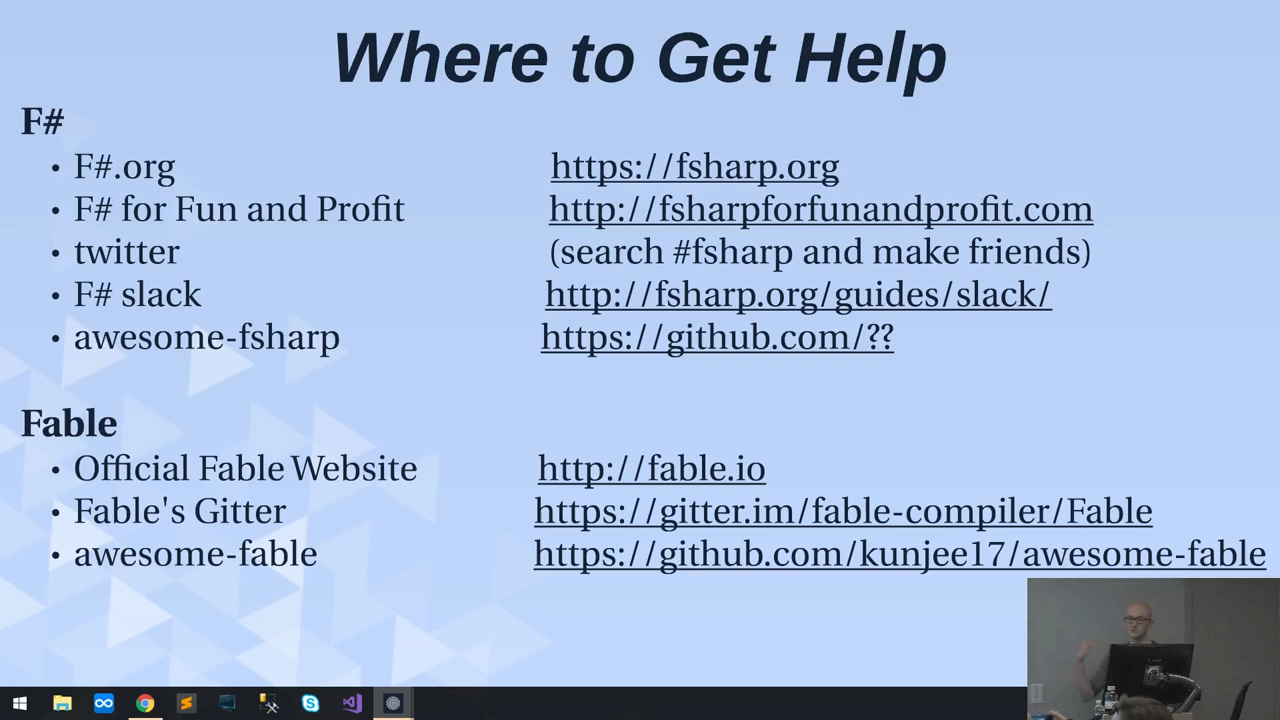 Where to Get Help
F#
• F#.org https://fsharp.org
• F# for Fun and Profit http://fsharpforfunandprofit.com
• twitter (search #fsharp and make friends)
• F# slack http://fsharp.org/guides/slack/
• awesome-fsharp https://github.com/??
Fable
• Official Fable Website http://fable.io
• Fable's Gitter https://gitter.im/fable-compiler/Fable
• awesome-fable https://github.com/kunjee17/awesome-fable